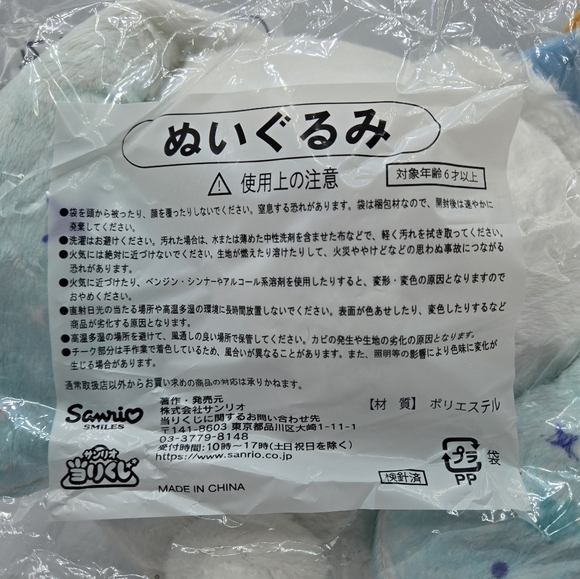 ぬいぐるみ
⚠ 使用上の注意
対象年齢6才以上
●袋を頭から被ったり、顔を覆ったりしないでください。窒息する恐れがあります。袋は梱包材なので、開封後は速やかに
廃棄してください。
●洗濯はお避けください。汚れた場合は、水または薄めた中性洗剤を含ませた布などで、軽く汚れを拭き取ってください。
●火気には絶対に近づけないでください。生地が燃えたり溶けたりして、火災ややけどなどの思わぬ事故につながる
恐れがあります。
●火気に近づけたり、ベンジン・シンナーやアルコール系溶剤を使用したりすると、変形・変色の原因となりますので
おやめください。
●直射日光の当たる場所や高温多湿の環境に長時間放置しないでください。表面が色あせしたり、変色したりするなど
商品が劣化する原因となります。
●高温多湿の場所を避けて、風通しの良い場所で保管してください。カビの発生や生地の劣化の原因となります。
●チーク部分は手作業で着色しているため、風合いが異なることがあります。また、照明等の影響により色味に変化が
生じる場合があります。
通常取扱店以外からお買い求めの商品の対応は承りかねます。
Sanrio
SMILES
サンリオ
当りくじ
著作・発売元
株式会社サンリオ
当りくじに関するお問い合わせ先
〒141-8603 東京都品川区大崎1-11-1
03-3779-8148
受付時間:10時～17時(土日祝日を除く)
https://www.sanrio.co.jp
【材 質】 ポリエステル
MADE IN CHINA
検針済
プラ
袋
PP